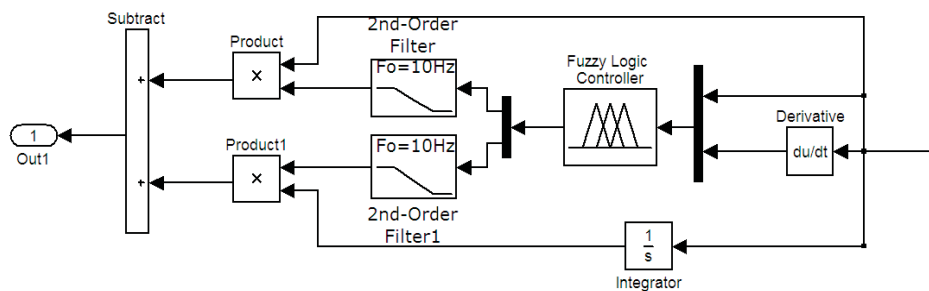 Subtract
+
+
1
Out1
Product
×
Product1
×
2nd-Order
Filter
Fo=10Hz
Fo=10Hz
2nd-Order
Filter1
Fuzzy Logic
Controller
Derivative
du/dt
1
s
Integrator